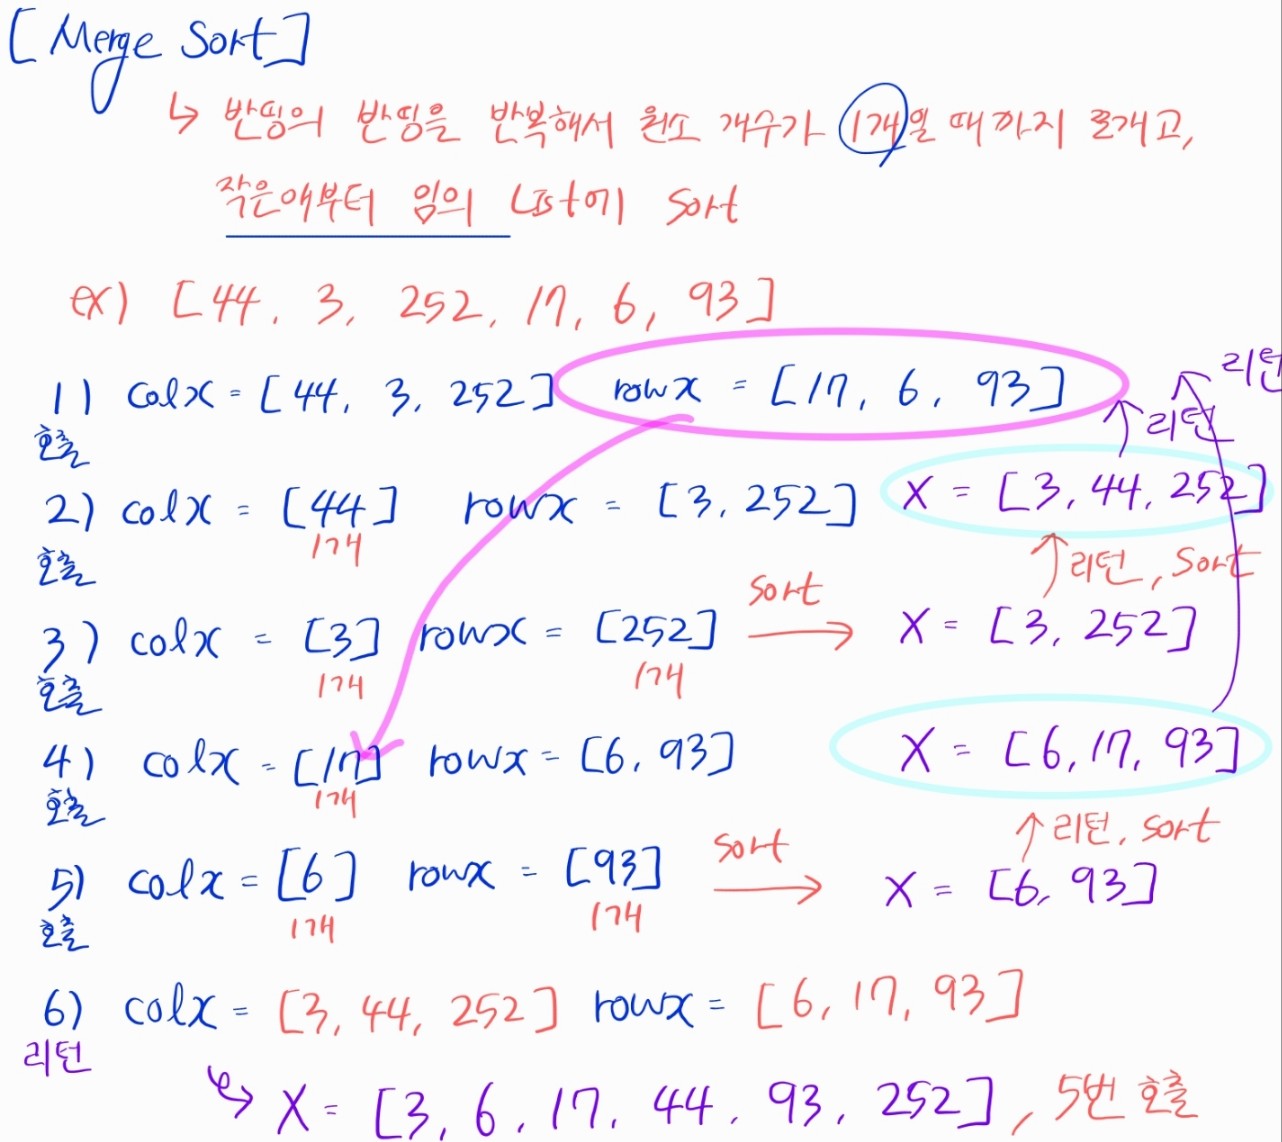 [Merge Sort]
↳ 반띵의 반띵을 반복해서 원소 개수가 1개일 때까지 쪼개고,
작은애부터 임의 List에 Sort
ex) [44, 3, 252, 17, 6, 93]
1) colx = [44, 3, 252] rowx = [17, 6, 93] ↑리턴 리턴
호출
2) colx = [44] rowx = [3, 252] X = [3, 44, 252]
호출 1개 ↑리턴, Sort
3) colx = [3] rowx = [252] Sort → X = [3, 252]
호출 1개 1개
4) colx = [17] rowx = [6, 93] X = [6, 17, 93]
호출 1개 ↑리턴, Sort
5) colx = [6] rowx = [93] Sort → X = [6, 93]
호출 1개 1개
6) colx = [3, 44, 252] rowx = [6, 17, 93]
리턴
↳ X = [3, 6, 17, 44, 93, 252], 5번 호출